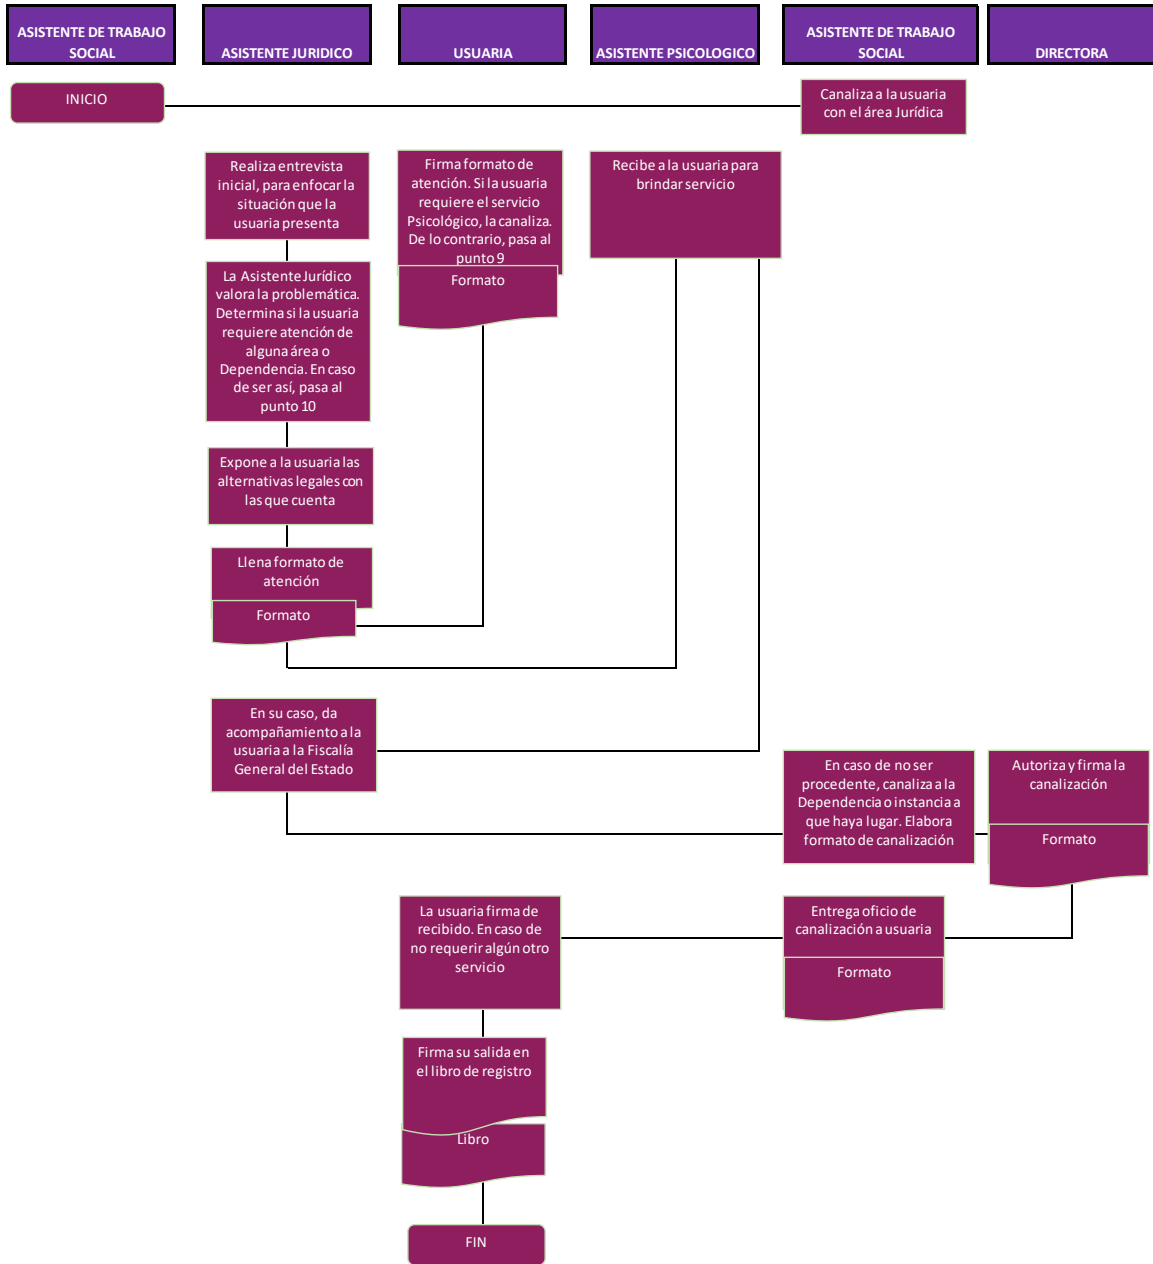 ASISTENTE DE TRABAJO
SOCIAL
ASISTENTE JURIDICO
USUARIA
ASISTENTE PSICOLOGICO
ASISTENTE DE TRABAJO
SOCIAL
DIRECTORA
INICIO
Canaliza a la usuaria
con el área Jurídica
Realiza entrevista
inicial, para enfocar la
situación que la
usuaria presenta
Firma formato de
atención. Si la usuaria
requiere el servicio
Psicológico, la canaliza.
De lo contrario, pasa al
punto 9
Formato
Recibe a la usuaria para
brindar servicio
La Asistente Jurídico
valora la problemática.
Determina si la usuaria
requiere atención de
alguna área o
Dependencia. En caso
de ser así, pasa al
punto 10
Expone a la usuaria las
alternativas legales con
las que cuenta
Llena formato de
atención
Formato
En su caso, da
acompañamiento a la
usuaria a la Fiscalía
General del Estado
En caso de no ser
procedente, canaliza a la
Dependencia o instancia a
que haya lugar. Elabora
formato de canalización
Autoriza y firma la
canalización
Formato
La usuaria firma de
recibido. En caso de
no requerir algún otro
servicio
Entrega oficio de
canalización a usuaria
Formato
Firma su salida en
el libro de registro
Libro
FIN